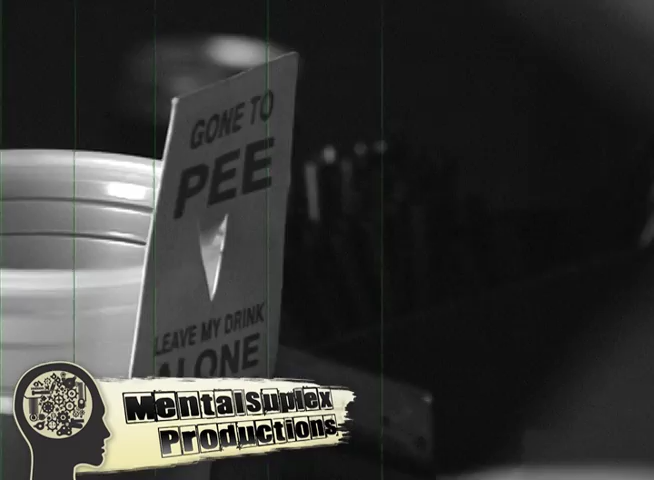 GONE TO
PEE
LEAVE MY DRINK
ALONE
Mentalsuplex
Productions